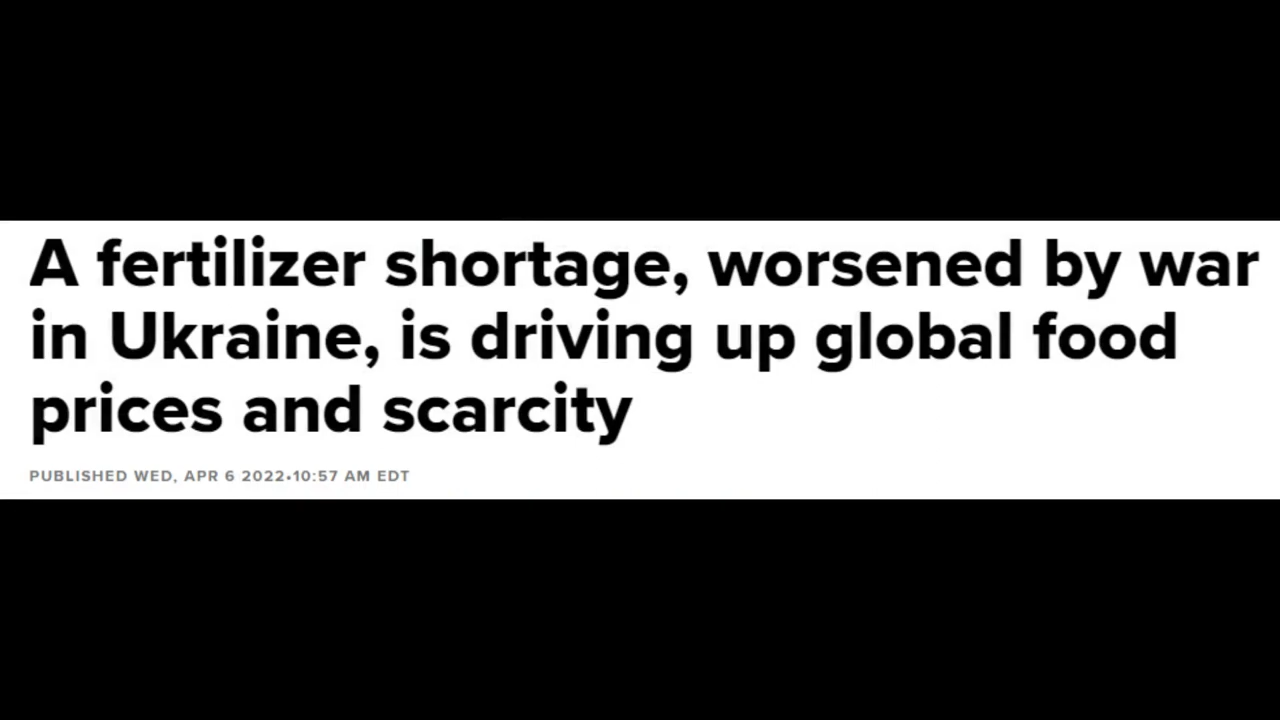 A fertilizer shortage, worsened by war
in Ukraine, is driving up global food
prices and scarcity
PUBLISHED WED, APR 6 2022•10:57 AM EDT